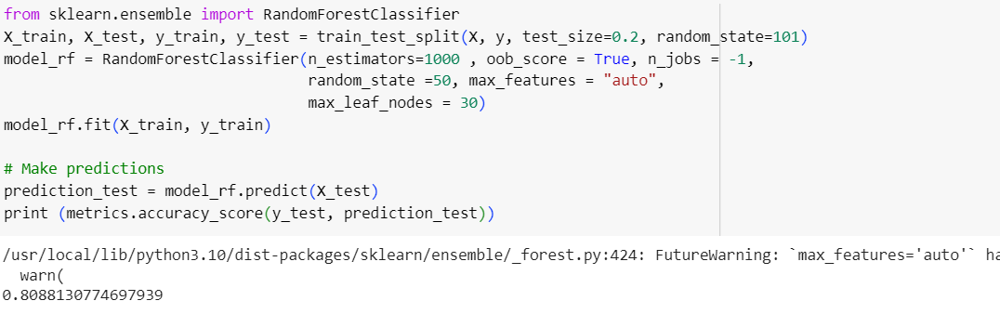 from sklearn.ensemble import RandomForestClassifier
X_train, X_test, y_train, y_test = train_test_split(X, y, test_size=0.2, random_state=101)
model_rf = RandomForestClassifier(n_estimators=1000 , oob_score = True, n_jobs = -1,
random_state =50, max_features = "auto",
max_leaf_nodes = 30)
model_rf.fit(X_train, y_train)
# Make predictions
prediction_test = model_rf.predict(X_test)
print (metrics.accuracy_score(y_test, prediction_test))
/usr/local/lib/python3.10/dist-packages/sklearn/ensemble/_forest.py:424: FutureWarning: `max_features='auto'` ha
warn(
0.8088130774697939